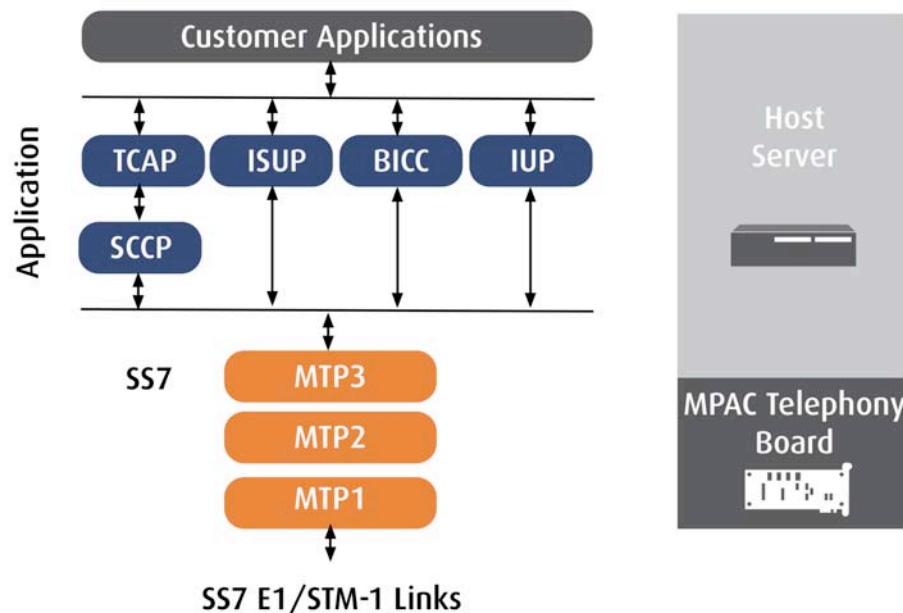 Customer Applications
Application
TCAP
ISUP
BICC
IUP
SCCP
SS7
MTP3
MTP2
MTP1
SS7 E1/STM-1 Links
Host
Server
MPAC Telephony
Board